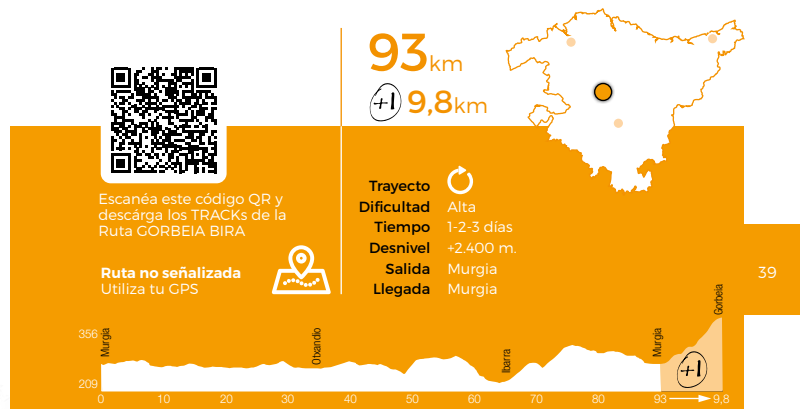 93km
+1 9,8km
Escanéa este código QR y
descárga los TRACKs de la
Ruta GORBEIA BIRA
Ruta no señalizada
Utiliza tu GPS
Trayecto
Dificultad Alta
Tiempo 1-2-3 días
Desnivel +2.400 m.
Salida Murgia
Llegada Murgia
39
356
209
Murgia
Otxandio
Ibarra
Murgia
Gorbeia
+1
0 10 20 30 40 50 60 70 80 93 9,8